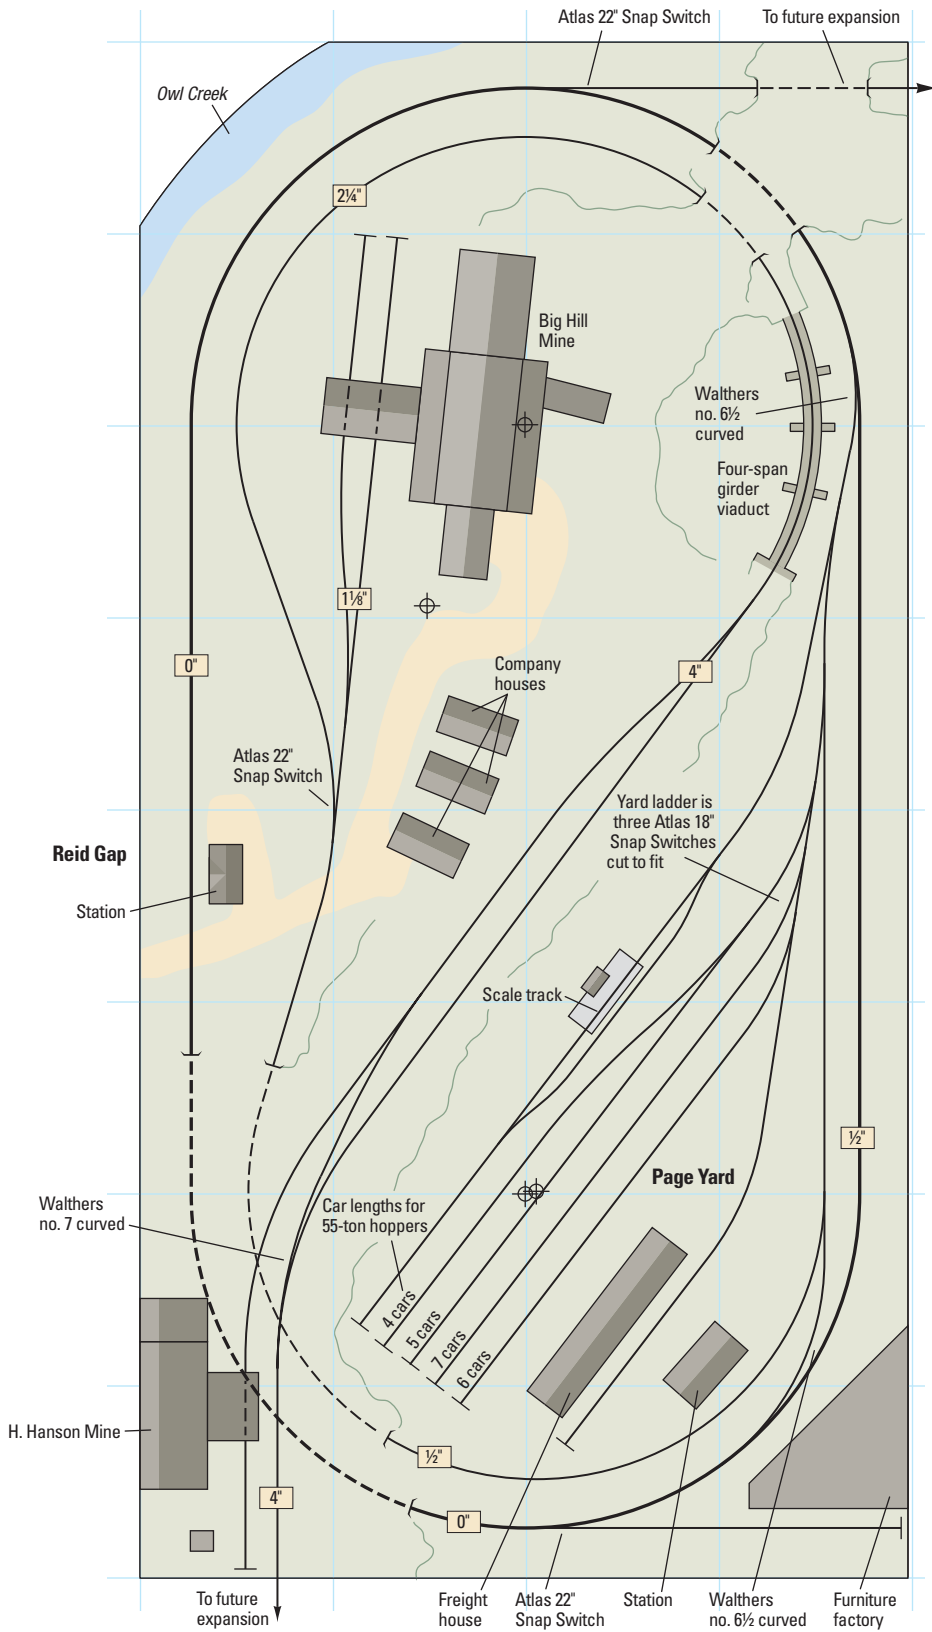 Atlas 22" Snap Switch
To future expansion
Owl Creek
2¼"
Big Hill
Mine
Walthers
no. 6½
curved
Four-span
girder
viaduct
1⅛"
0"
Company
houses
4"
Atlas 22"
Snap Switch
Yard ladder is
three Atlas 18"
Snap Switches
cut to fit
Reid Gap
Station
Scale track
½"
Page Yard
Walthers
no. 7 curved
Car lengths for
55-ton hoppers
4 cars
5 cars
7 cars
6 cars
H. Hanson Mine
½"
4"
0"
To future
expansion
Freight
house
Atlas 22"
Snap Switch
Station
Walthers
no. 6½ curved
Furniture
factory